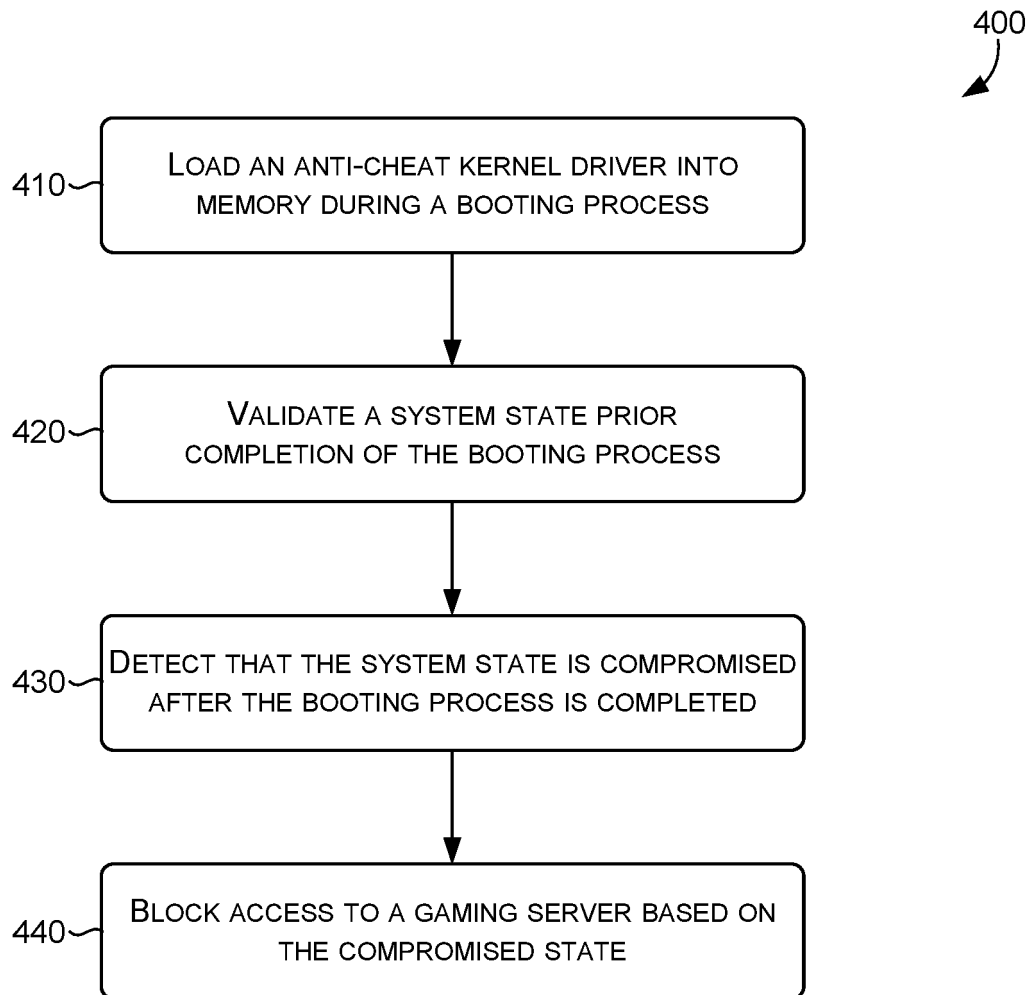 400
410
LOAD AN ANTI-CHEAT KERNEL DRIVER INTO
MEMORY DURING A BOOTING PROCESS
420
VALIDATE A SYSTEM STATE PRIOR
COMPLETION OF THE BOOTING PROCESS
430
DETECT THAT THE SYSTEM STATE IS COMPROMISED
AFTER THE BOOTING PROCESS IS COMPLETED
440
BLOCK ACCESS TO A GAMING SERVER BASED ON
THE COMPROMISED STATE